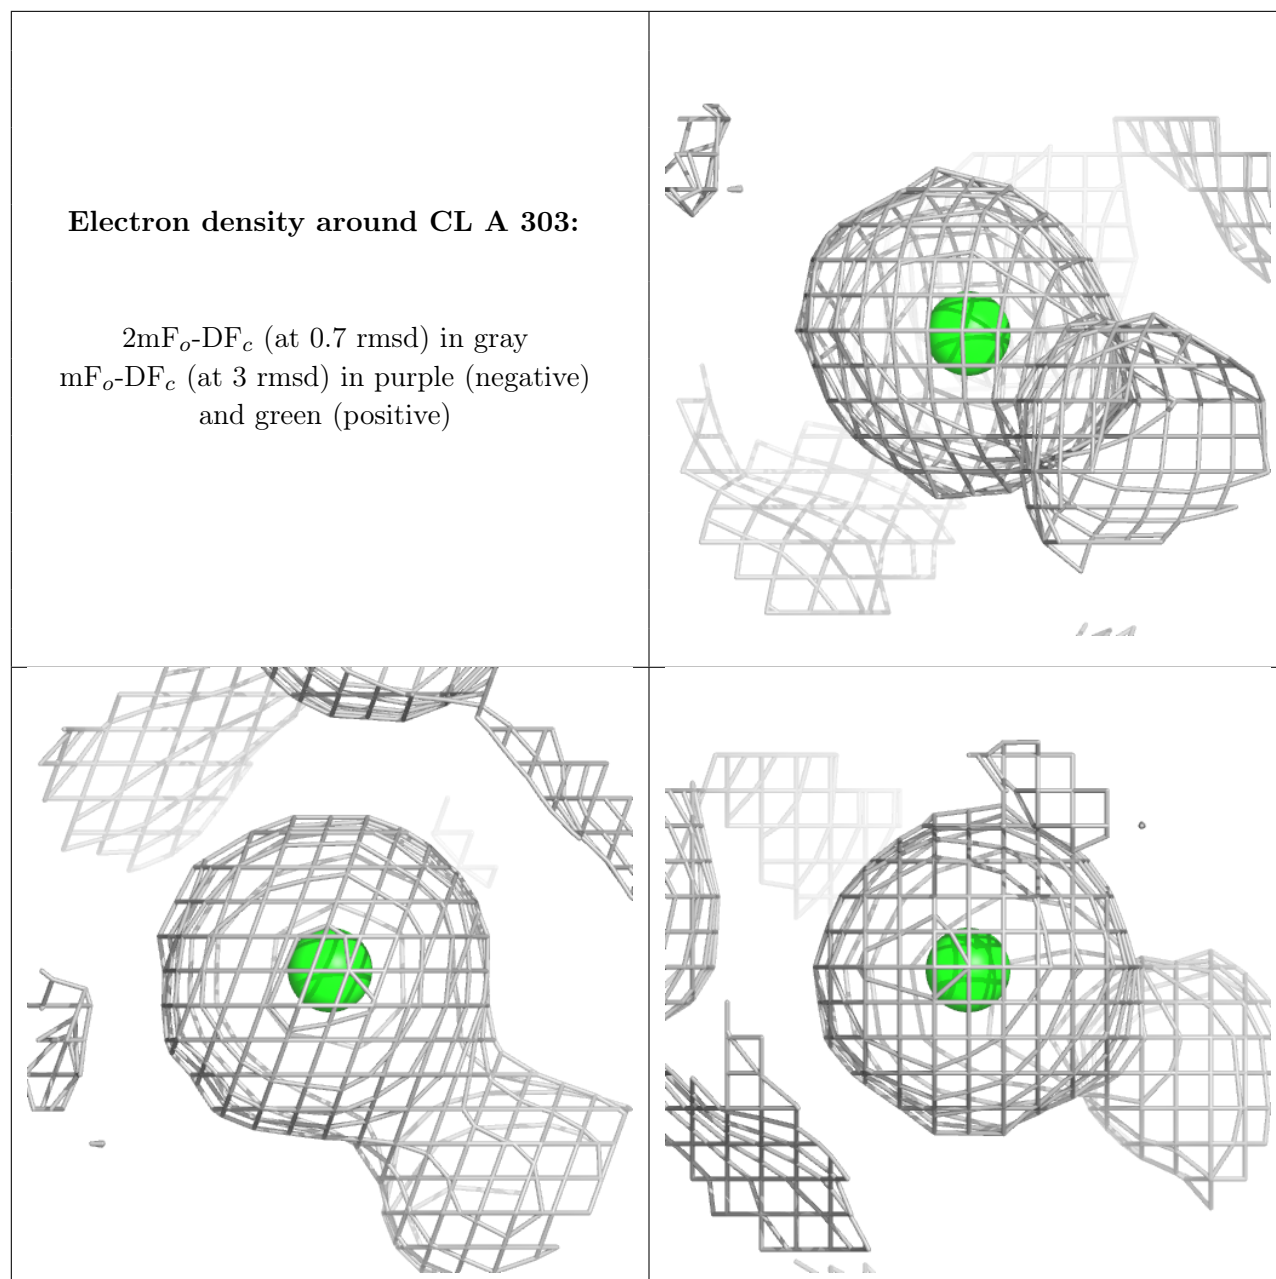 Electron density around CL A 303:
2mFo-DFc (at 0.7 rmsd) in gray
mFo-DFc (at 3 rmsd) in purple (negative)
and green (positive)